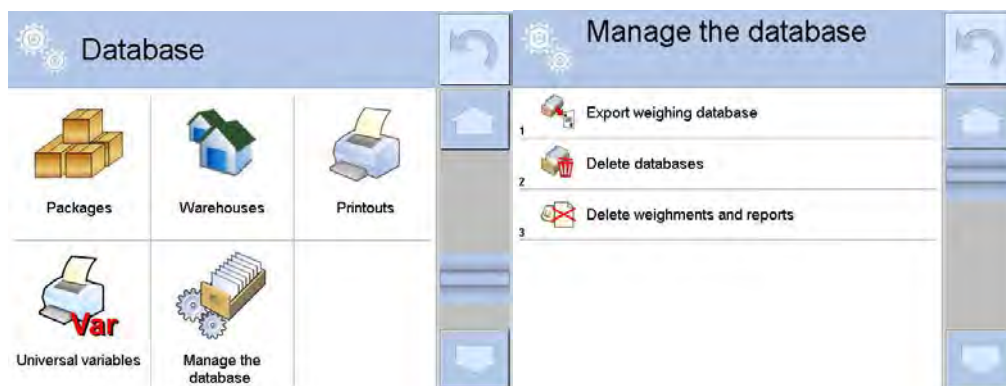 Database
Packages
Warehouses
Printouts
Var
Universal variables
Manage the
database
Manage the database
1
Export weighing database
2
Delete databases
3
Delete weighments and reports